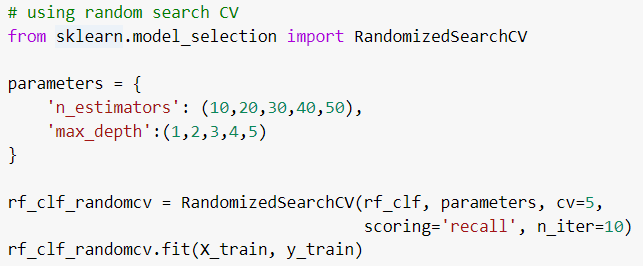 # using random search CV
from sklearn.model_selection import RandomizedSearchCV
parameters = {
    'n_estimators': (10,20,30,40,50),
    'max_depth':(1,2,3,4,5)
}
rf_clf_randomcv = RandomizedSearchCV(rf_clf, parameters, cv=5,
                                     scoring='recall', n_iter=10)
rf_clf_randomcv.fit(X_train, y_train)